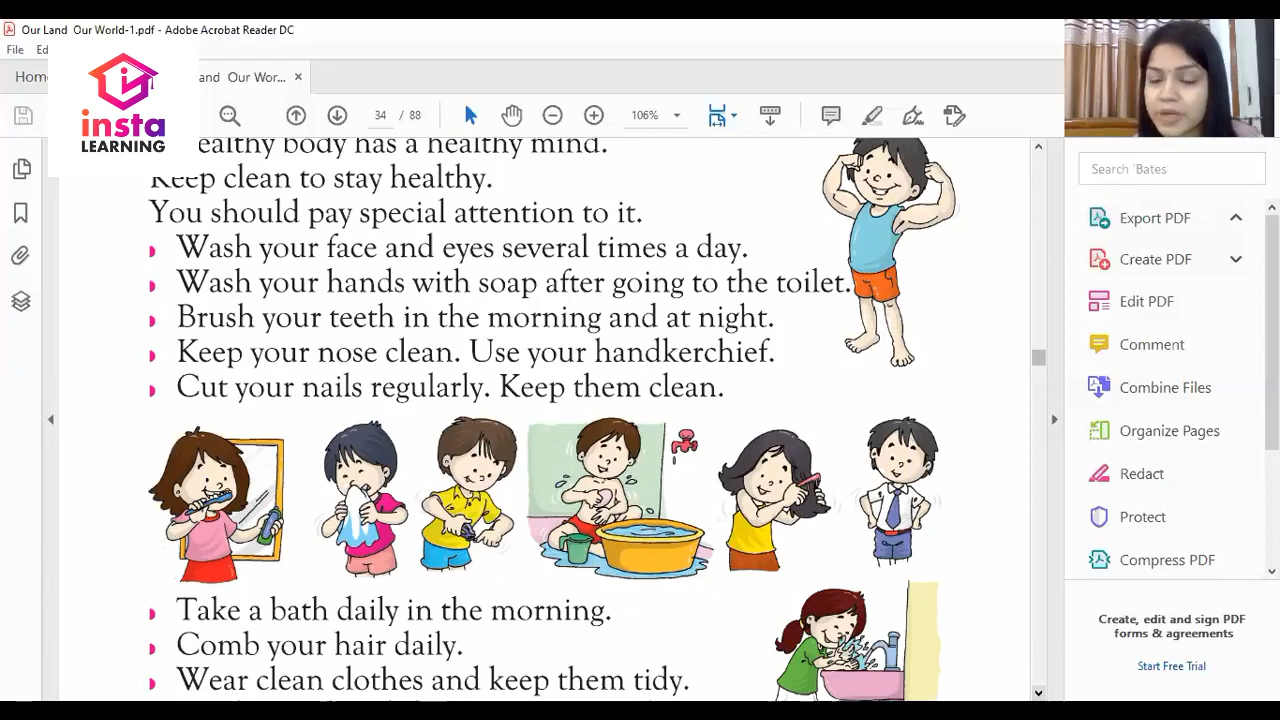 Our Land Our World-1.pdf - Adobe Acrobat Reader DC
File
Hom
and Our Wor...
insta
LEARNING
34 / 88
106%
ealthy body has a healthy mind.
Keep clean to stay healthy.
You should pay special attention to it.
Wash your face and eyes several times a day.
Wash your hands with soap after going to the toilet.
Brush your teeth in the morning and at night.
Keep your nose clean. Use your handkerchief.
Cut your nails regularly. Keep them clean.
Take a bath daily in the morning.
Comb your hair daily.
Wear clean clothes and keep them tidy.
Search 'Bates'
Export PDF
Create PDF
Edit PDF
Comment
Combine Files
Organize Pages
Redact
Protect
Compress PDF
Create, edit and sign PDF
forms & agreements
Start Free Trial